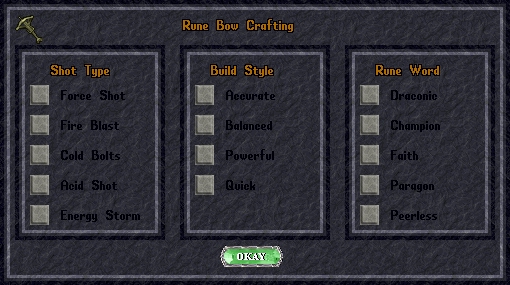 Rune Bow Crafting
Shot Type
Force Shot
Fire Blast
Cold Bolts
Acid Shot
Energy Storm
Build Style
Accurate
Balanced
Powerful
Quick
Rune Word
Draconic
Champion
Faith
Paragon
Peerless
OKAY